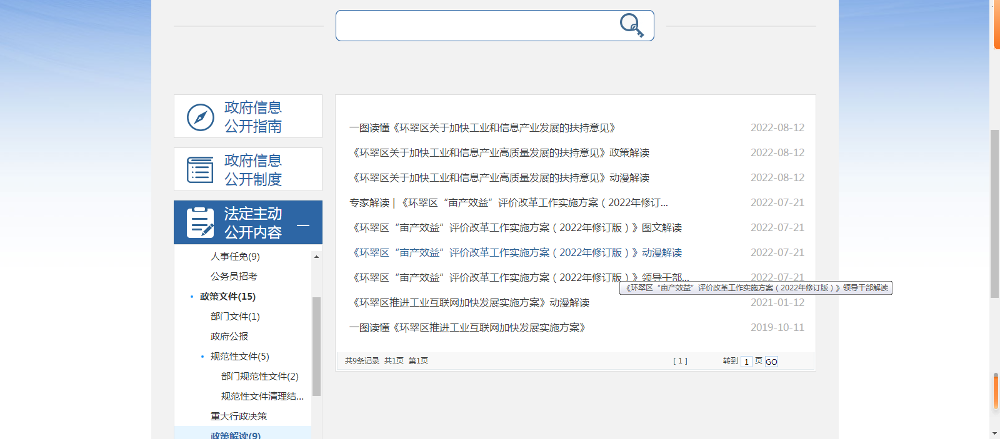 政府信息
公开指南
政府信息
公开制度
法定主动
公开内容
人事任免(9)
公务员招考
政策文件(15)
部门文件(1)
政府公报
规范性文件(5)
部门规范性文件(2)
规范性文件清理结...
重大行政决策
政策解读(9)
一图读懂《环翠区关于加快工业和信息产业发展的扶持意见》 2022-08-12
《环翠区关于加快工业和信息产业高质量发展的扶持意见》政策解读 2022-08-12
《环翠区关于加快工业和信息产业高质量发展的扶持意见》动漫解读 2022-08-12
专家解读 | 《环翠区“亩产效益”评价改革工作实施方案（2022年修订... 2022-07-21
《环翠区“亩产效益”评价改革工作实施方案（2022年修订版）》图文解读 2022-07-21
《环翠区“亩产效益”评价改革工作实施方案（2022年修订版）》动漫解读 2022-07-21
《环翠区“亩产效益”评价改革工作实施方案（2022年修订版）》领导干部... 2022-07-21
《环翠区“亩产效益”评价改革工作实施方案（2022年修订版）》领导干部解读
《环翠区推进工业互联网加快发展实施方案》动漫解读 2021-01-12
一图读懂《环翠区推进工业互联网加快发展实施方案》 2019-10-11
共9条记录 共1页 第1页 [ 1 ] 转到 1 页 GO